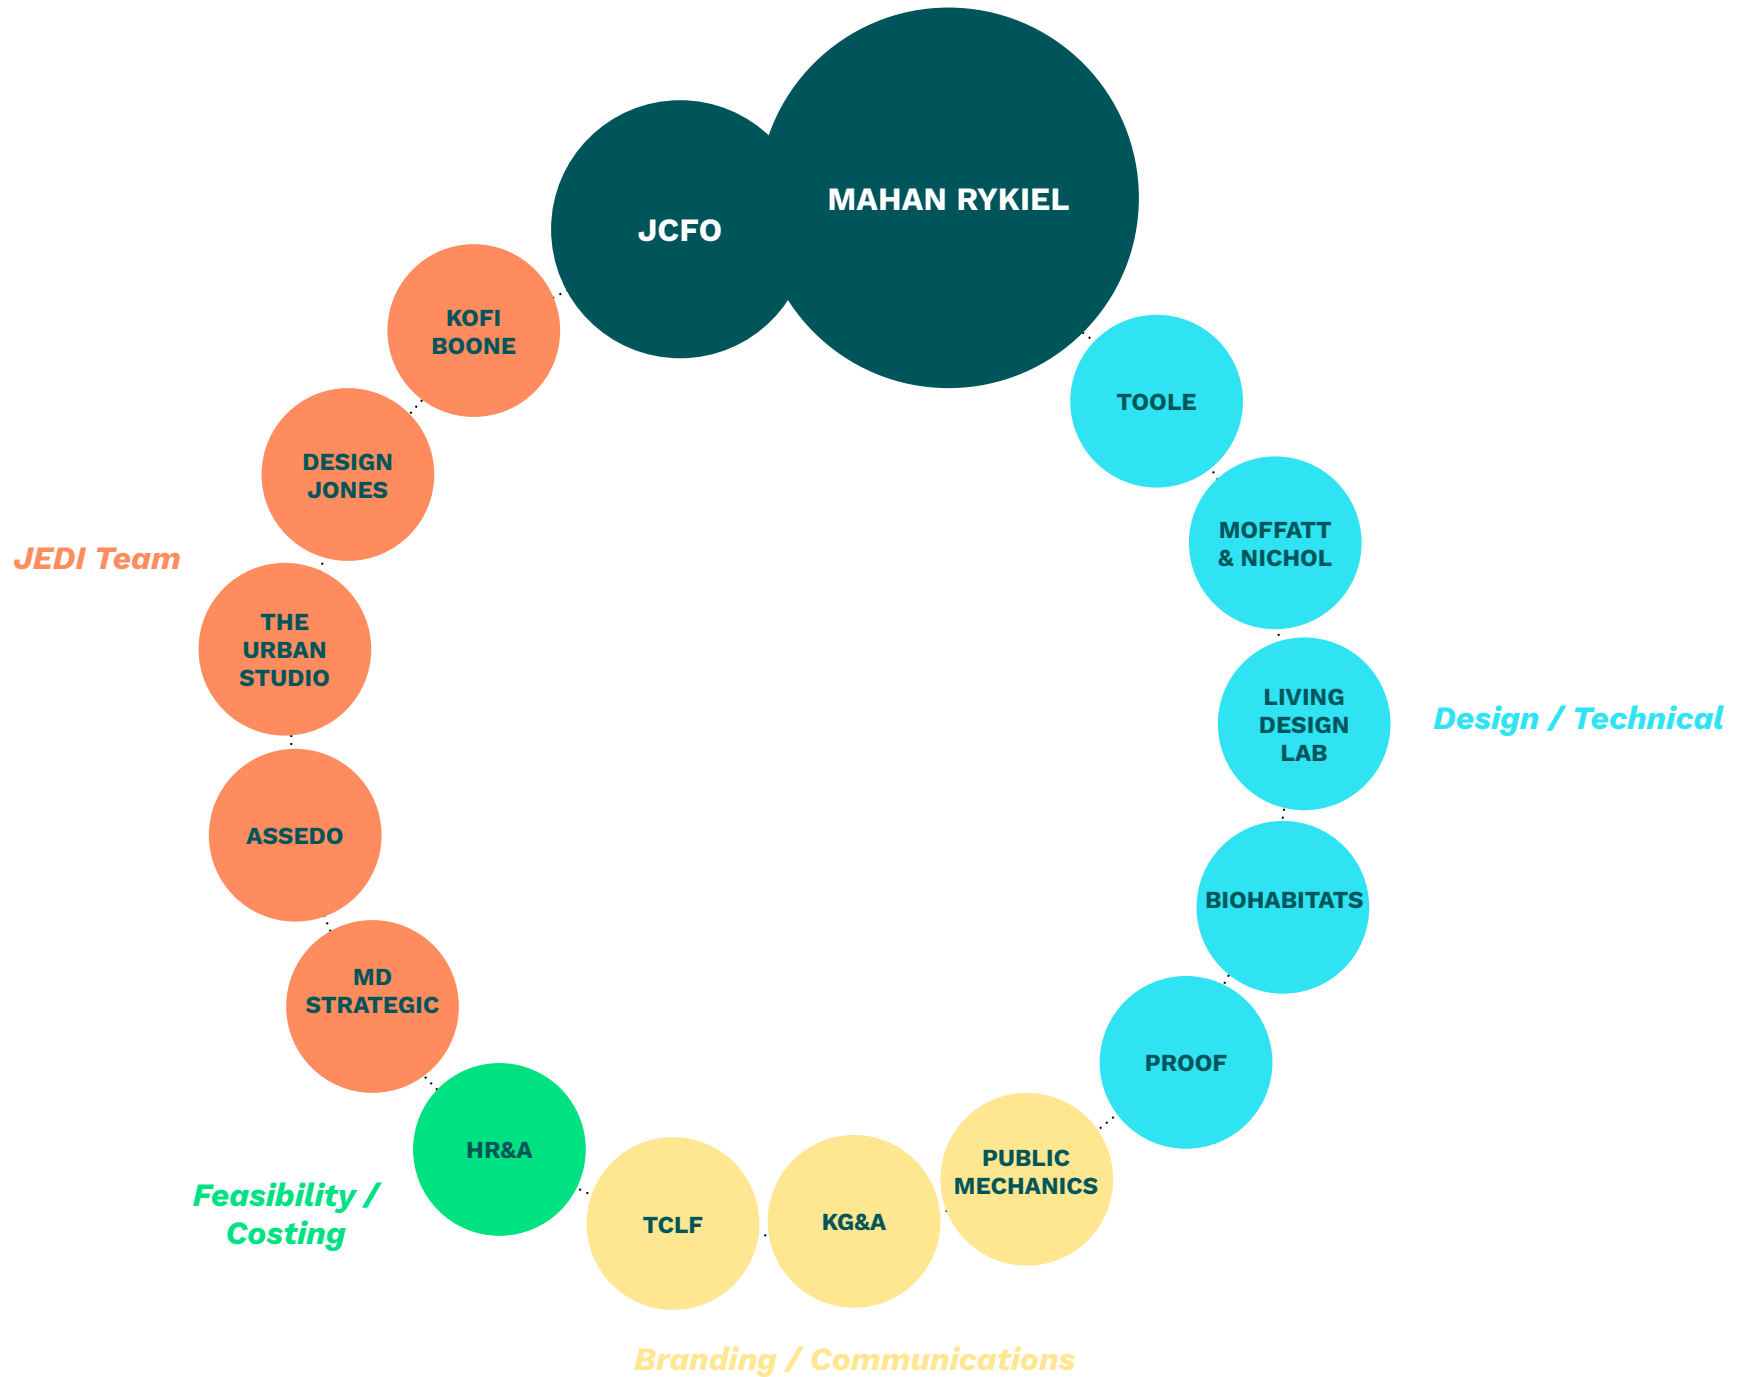 MAHAN RYKIEL
JCFO
KOFI
BOONE
DESIGN
JONES
JEDI Team
THE
URBAN
STUDIO
ASSEDO
MD
STRATEGIC
HR&A
Feasibility /
Costing
TCLF
KG&A
PUBLIC
MECHANICS
Branding / Communications
PROOF
BIOHABITATS
LIVING
DESIGN
LAB
Design / Technical
MOFFATT
& NICHOL
TOOLE